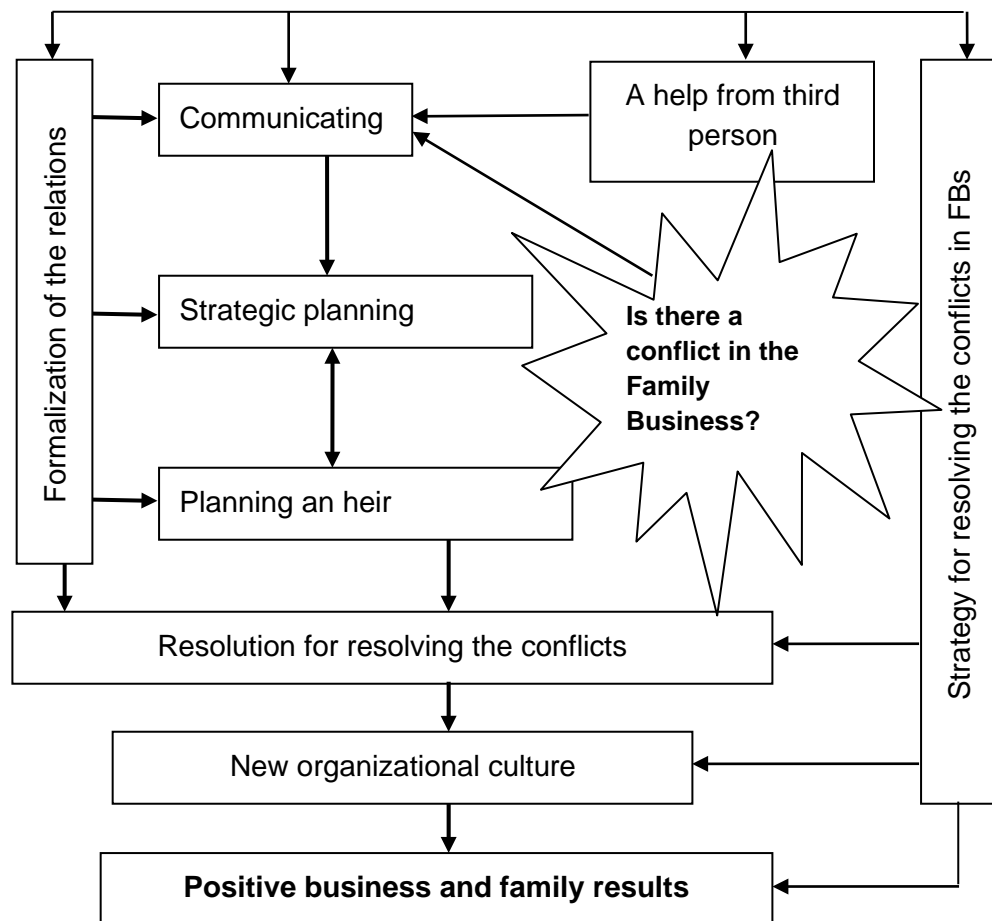 Formalization of the relations
Communicating
A help from third
person
Strategic planning
Is there a
conflict in the
Family
Business?
Planning an heir
Strategy for resolving the conflicts in FBs
Resolution for resolving the conflicts
New organizational culture
Positive business and family results